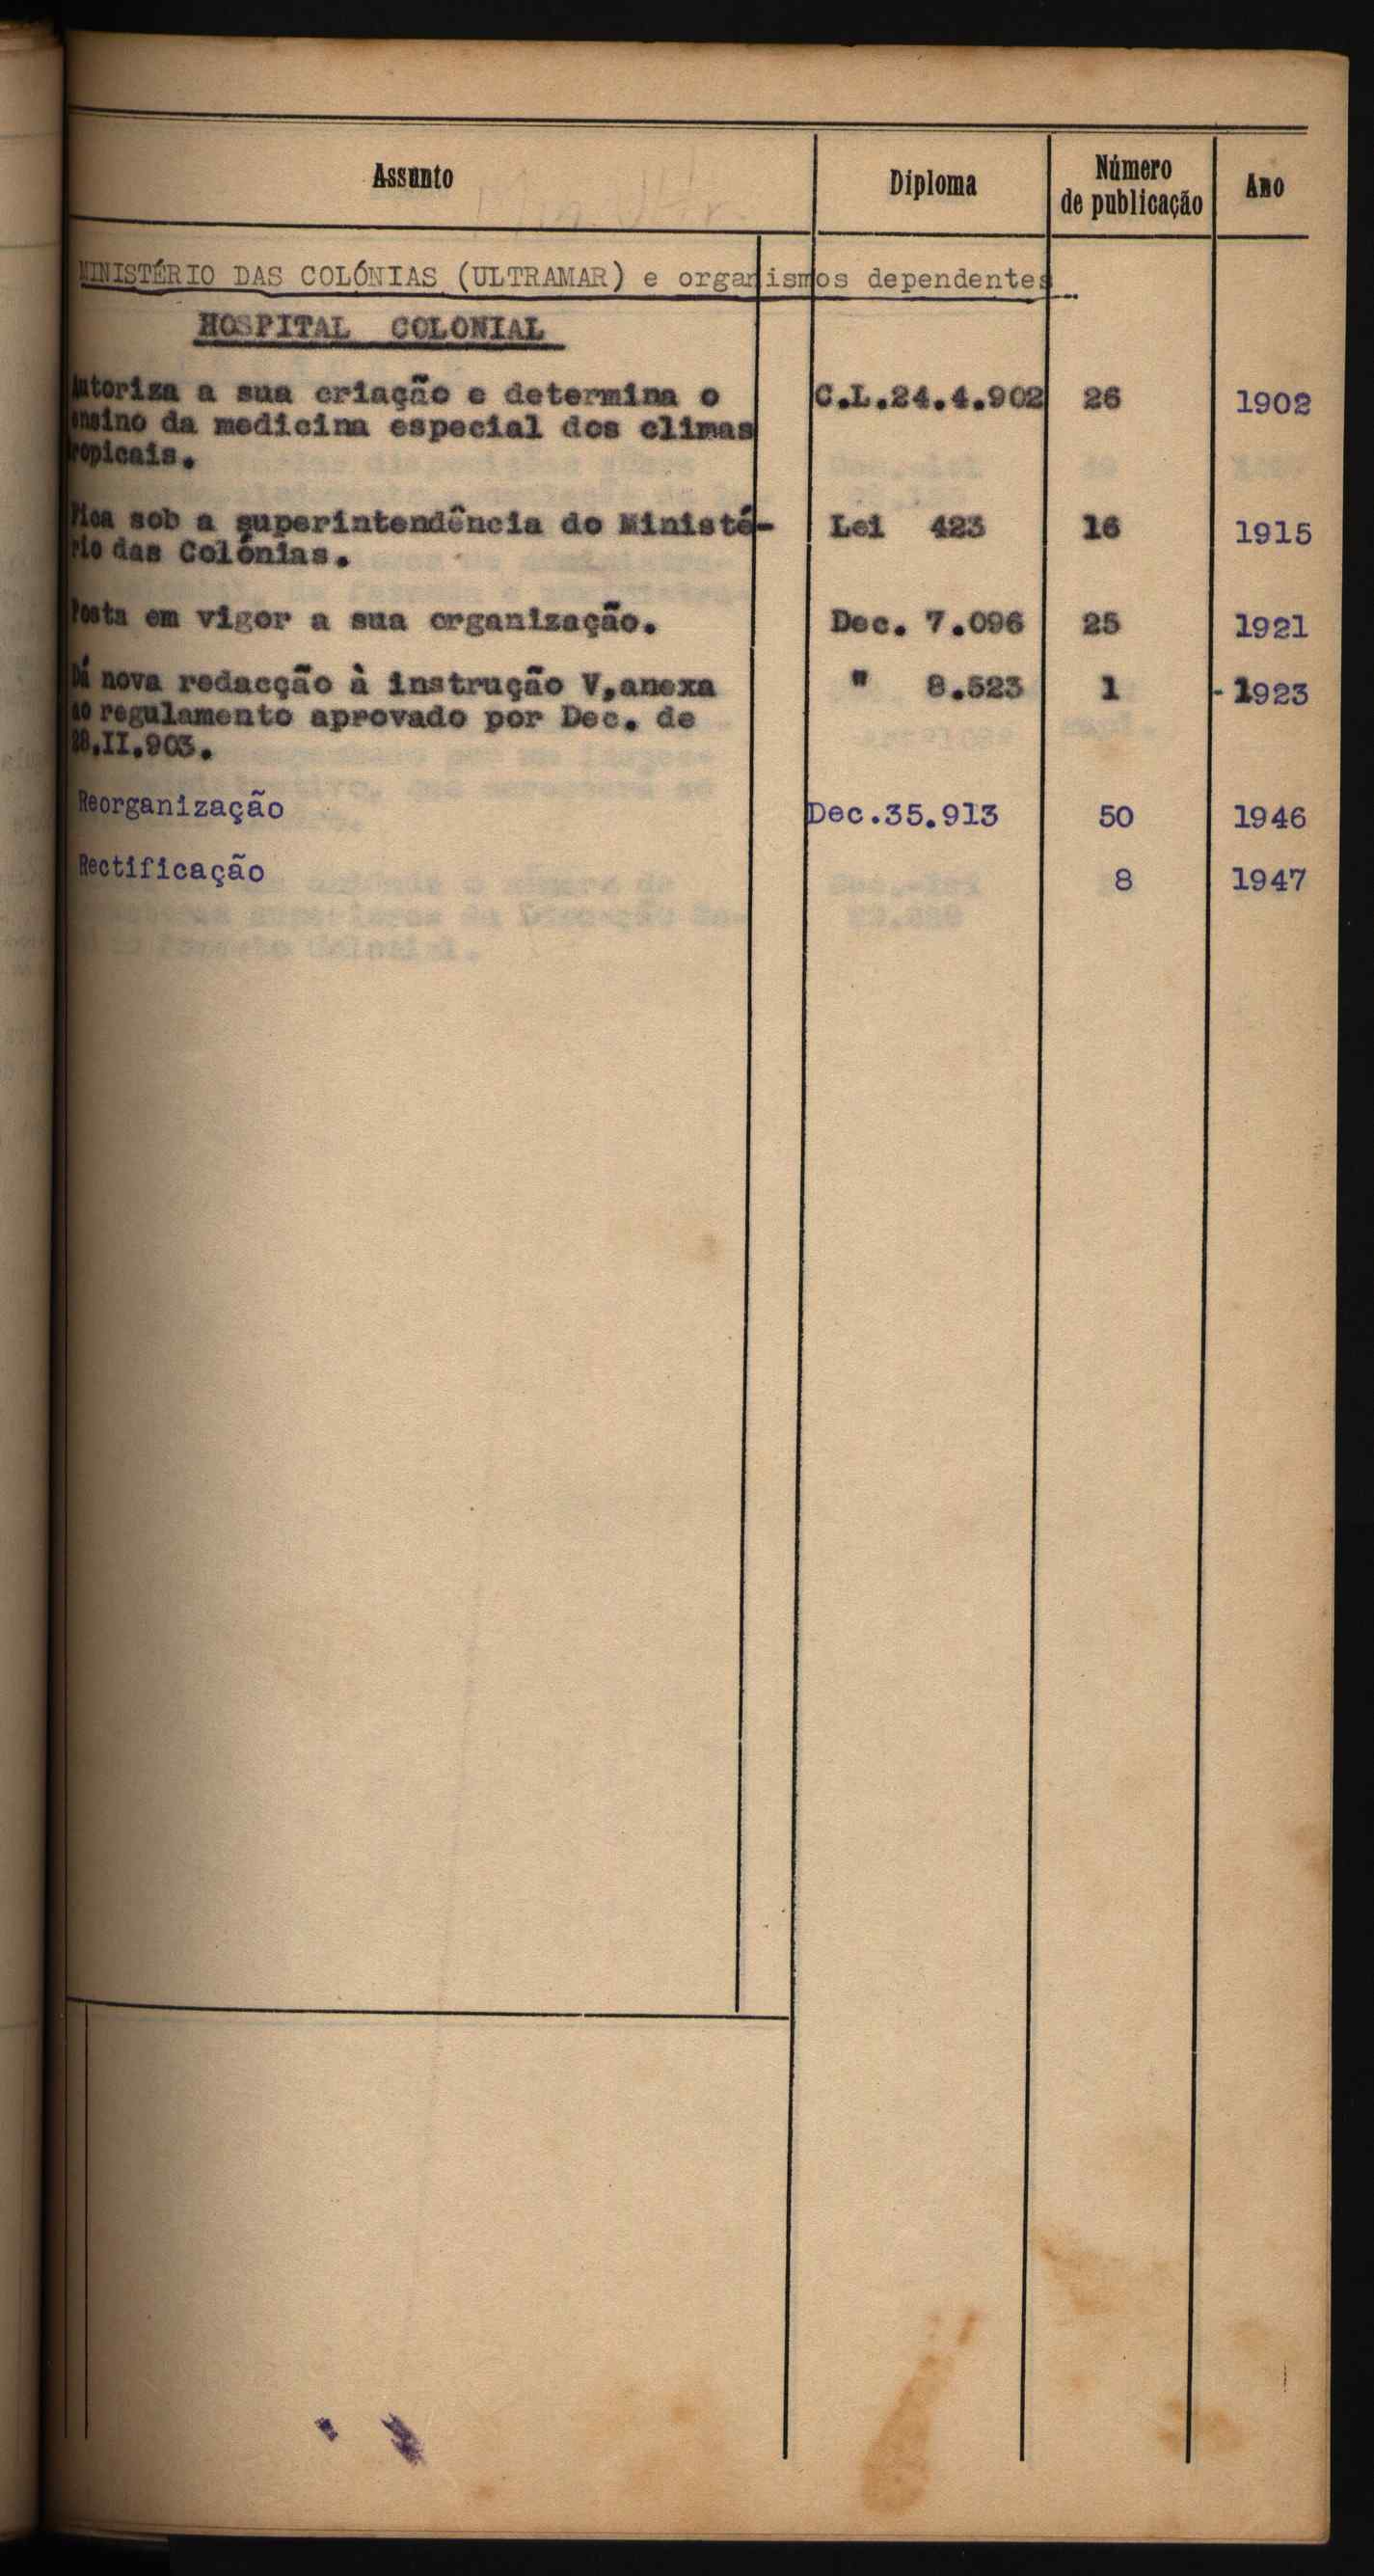 Assunto Diploma Número de publicação Ano
MINISTÉRIO DAS COLÓNIAS (ULTRAMAR) e organismos dependentes
HOSPITAL COLONIAL
Autoriza a sua criação e determina o C.L.24.4.902 26 1902
ensino da medicina especial dos climas
tropicais.
Fica sob a superintendência do Ministé- Lei 423 16 1915
rio das Colónias.
Posta em vigor a sua organização. Dec. 7.096 25 1921
Dá nova redacção à instrução V,anexa " 8.523 1 - 1923
ao regulamento aprovado por Dec. de
28.II.903.
Reorganização Dec.35.913 50 1946
Rectificação 8 1947